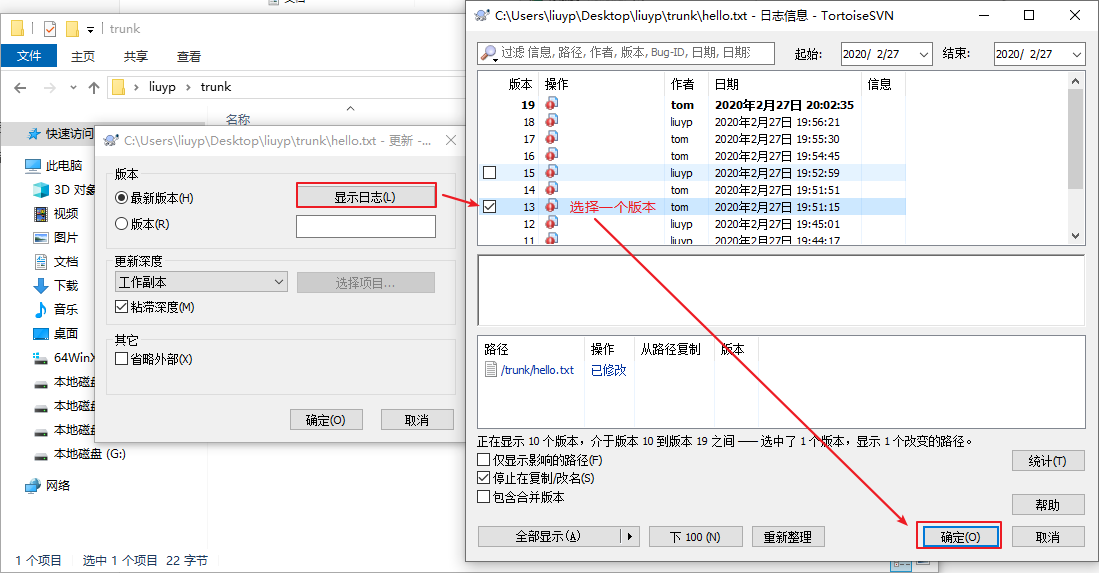 trunk
文件 主页 共享 查看
liuyp trunk
名称
快速访问
此电脑
3D 对象
视频
图片
文档
下载
音乐
桌面
64WinX
本地磁盘
本地磁盘
本地磁盘
本地磁盘 (G:)
网络
1 个项目 选中 1 个项目 22 字节
C:\Users\liuyp\Desktop\liuyp\trunk\hello.txt - 更新 -...
版本
最新版本(H)
显示日志(L)
版本(R)
更新深度
工作副本
选择项目...
粘滞深度(M)
其它
省略外部(X)
确定(O) 取消
C:\Users\liuyp\Desktop\liuyp\trunk\hello.txt - 日志信息 - TortoiseSVN
过滤 信息, 路径, 作者, 版本, Bug-ID, 日期, 日期
起始: 2020/ 2/27 结束: 2020/ 2/27
版本 操作 作者 日期 信息
19 tom 2020年2月27日 20:02:35
18 liuyp 2020年2月27日 19:56:21
17 tom 2020年2月27日 19:55:30
16 tom 2020年2月27日 19:54:45
15 liuyp 2020年2月27日 19:52:59
14 tom 2020年2月27日 19:51:51
13 选择一个版本 tom 2020年2月27日 19:51:15
12 liuyp 2020年2月27日 19:45:01
11 liuyp 2020年2月27日 19:44:17
路径 操作 从路径复制 版本
/trunk/hello.txt 已修改
正在显示 10 个版本，介于版本 10 到版本 19 之间 —— 选中了 1 个版本，显示 1 个改变的路径。
仅显示影响的路径(F)
统计(T)
停止在复制/改名(S)
包含合并版本
帮助
全部显示(A) 下 100 (N) 重新整理 确定(O) 取消